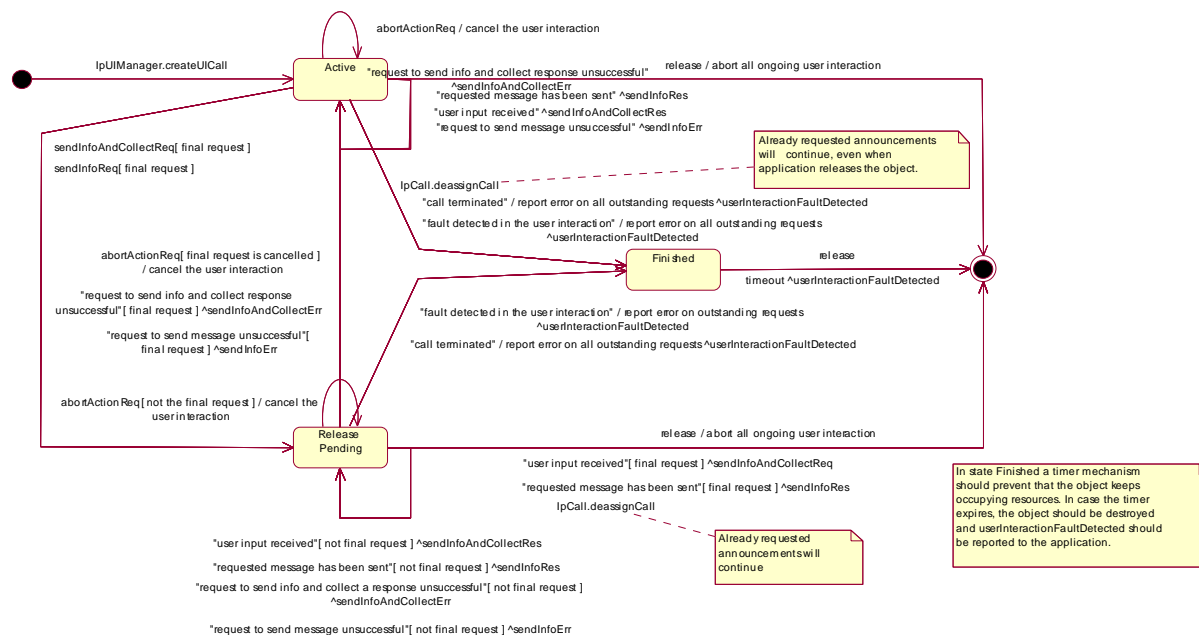 abortActionReq / cancel the user interaction
IpUIManager.createUICall
Active
release / abort all ongoing user interaction
"request to send info and collect response unsuccessful"
^sendInfoAndCollectErr
"requested message has been sent" ^sendInfoRes
"user input received" ^sendInfoAndCollectRes
"request to send message unsuccessful" ^sendInfoErr
sendInfoAndCollectReq[ final request ]
sendInfoReq[ final request ]
Already requested announcements
will continue, even when
application releases the object.
IpCall.deassignCall
"call terminated" / report error on all outstanding requests ^userInteractionFaultDetected
"fault detected in the user interaction" / report error on all outstanding requests
^userInteractionFaultDetected
abortActionReq[ final request is cancelled ]
/ cancel the user interaction
Finished
release
timeout ^userInteractionFaultDetected
"request to send info and collect response
unsuccessful"[ final request ] ^sendInfoAndCollectErr
"fault detected in the user interaction" / report error on outstanding requests
^userInteractionFaultDetected
"request to send message unsuccessful"[
final request ] ^sendInfoErr
"call terminated" / report error on all outstanding requests ^userInteractionFaultDetected
abortActionReq[ not the final request ] / cancel the
user interaction
Release
Pending
release / abort all ongoing user interaction
"user input received"[ final request ] ^sendInfoAndCollectReq
"requested message has been sent"[ final request ] ^sendInfoRes
IpCall.deassignCall
In state Finished a timer mechanism
should prevent that the object keeps
occupying resources. In case the timer
expires, the object should be destroyed
and userInteractionFaultDetected should
be reported to the application.
Already requested
announcements will
continue
"user input received"[ not final request ] ^sendInfoAndCollectRes
"requested message has been sent"[ not final request ] ^sendInfoRes
"request to send info and collect a response unsuccessful"[ not final request ]
^sendInfoAndCollectErr
"request to send message unsuccessful"[ not final request ] ^sendInfoErr